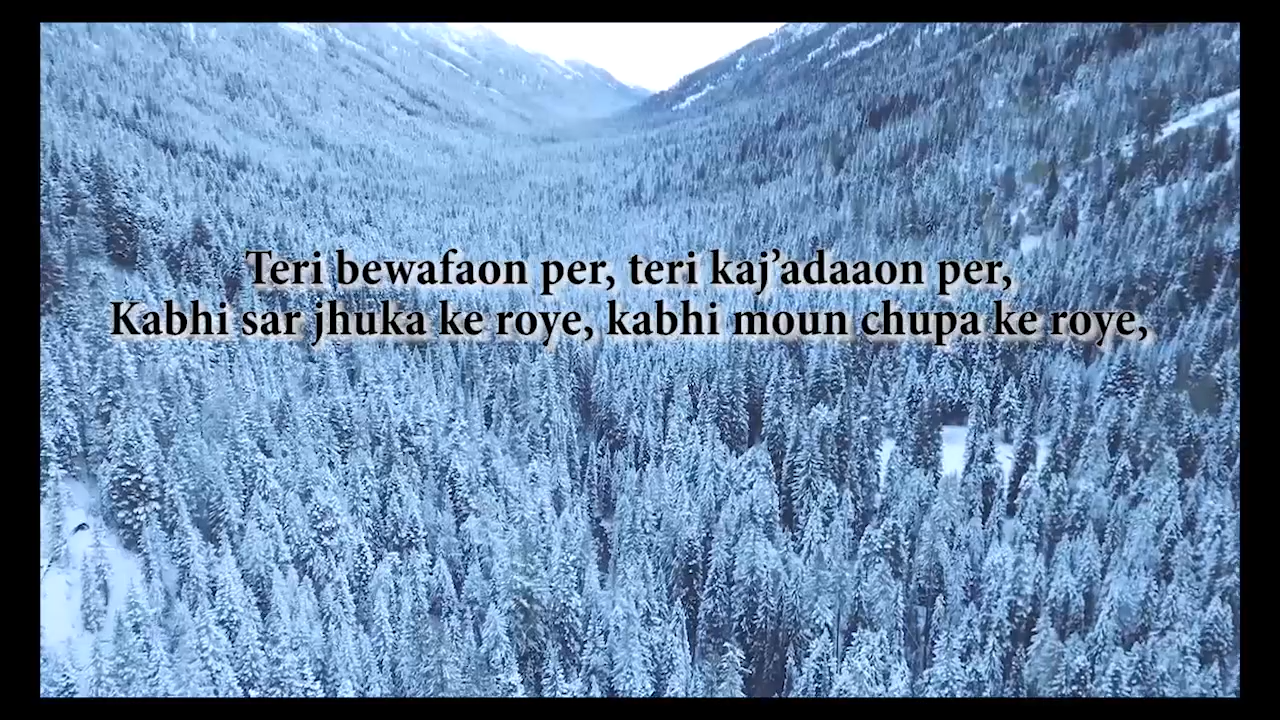 Teri bewafaon per, teri kaj’adaaon per,
Kabhi sar jhuka ke roye, kabhi moun chupa ke roye,